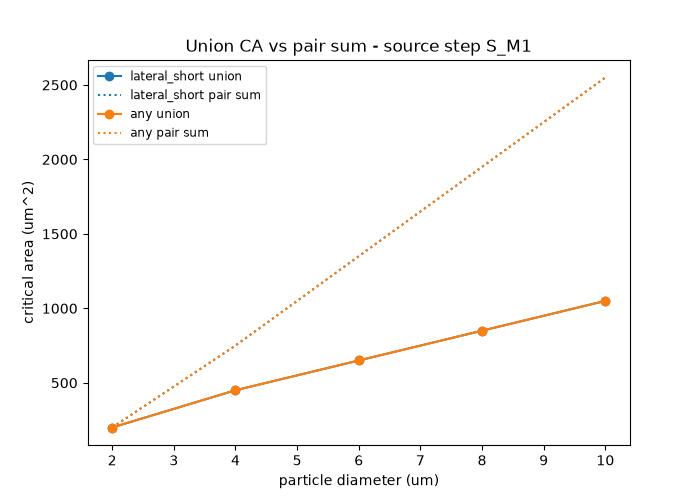 Union CA vs pair sum - source step S_M1
lateral_short union
lateral_short pair sum
any union
any pair sum
critical area (um^2)
2500
2000
1500
1000
500
2 3 4 5 6 7 8 9 10
particle diameter (um)